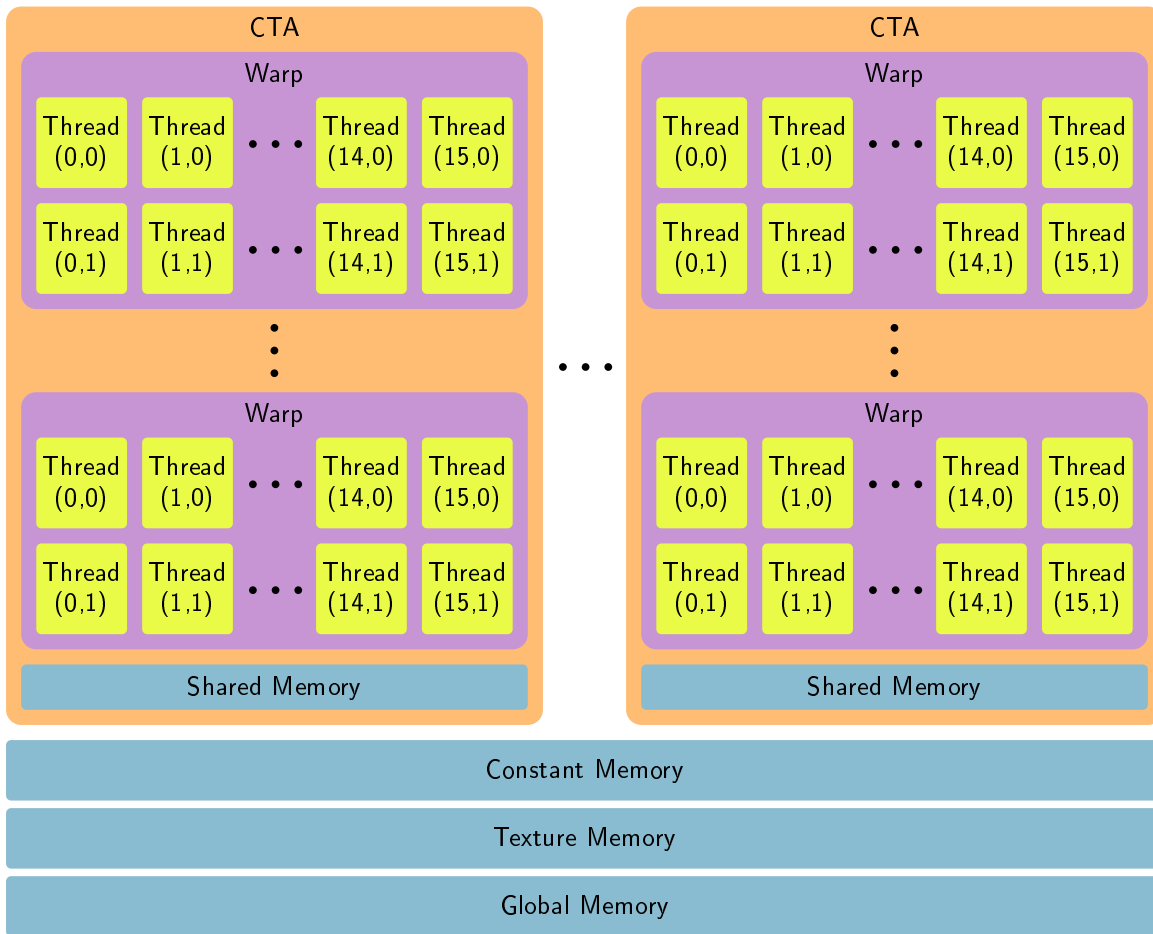 CTA
Warp
Thread (0,0) Thread (1,0) ... Thread (14,0) Thread (15,0)
Thread (0,1) Thread (1,1) ... Thread (14,1) Thread (15,1)
...
Warp
Thread (0,0) Thread (1,0) ... Thread (14,0) Thread (15,0)
Thread (0,1) Thread (1,1) ... Thread (14,1) Thread (15,1)
Shared Memory
...
CTA
Warp
Thread (0,0) Thread (1,0) ... Thread (14,0) Thread (15,0)
Thread (0,1) Thread (1,1) ... Thread (14,1) Thread (15,1)
...
Warp
Thread (0,0) Thread (1,0) ... Thread (14,0) Thread (15,0)
Thread (0,1) Thread (1,1) ... Thread (14,1) Thread (15,1)
Shared Memory
Constant Memory
Texture Memory
Global Memory